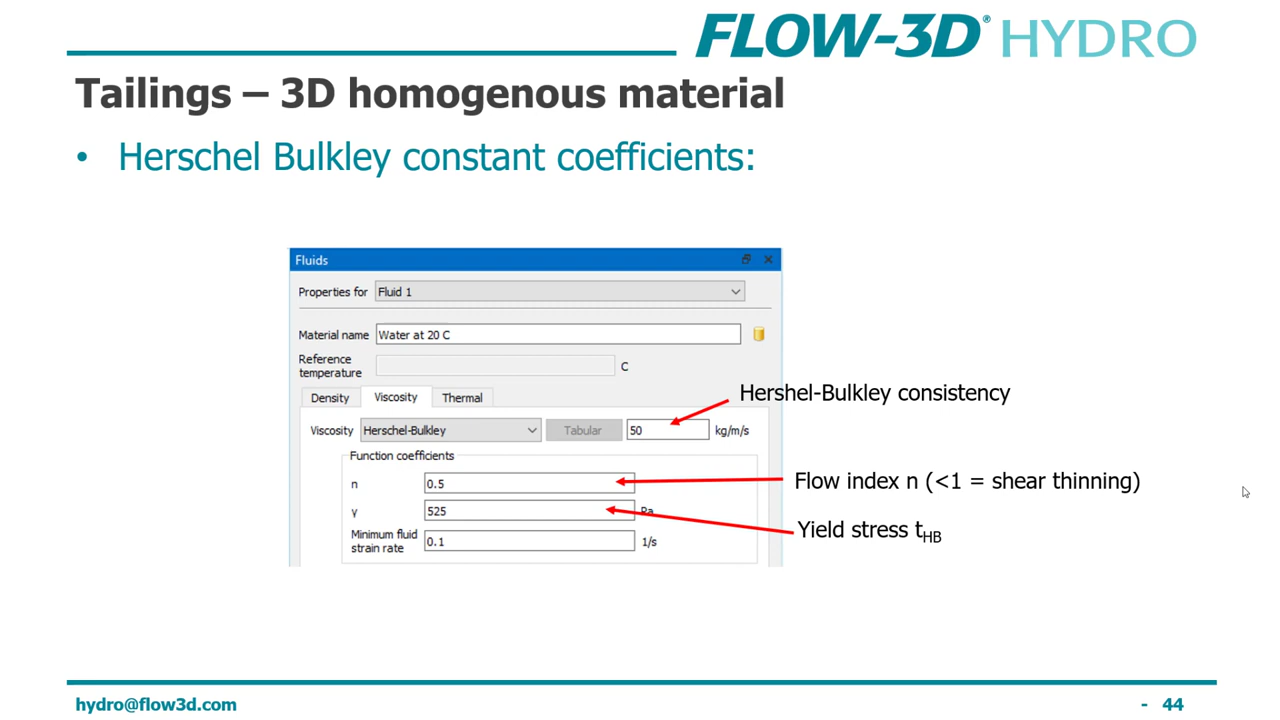 FLOW-3D® HYDRO
Tailings – 3D homogenous material
• Herschel Bulkley constant coefficients:
Fluids
Properties for Fluid 1
Material name Water at 20 C
Reference
temperature C
Density Viscosity Thermal
Hershel-Bulkley consistency
Viscosity Herschel-Bulkley Tabular 50 kg/m/s
Function coefficients
n 0.5
Flow index n (<1 = shear thinning)
γ 525 Pa
Yield stress tHB
Minimum fluid
strain rate 0.1 1/s
hydro@flow3d.com - 44